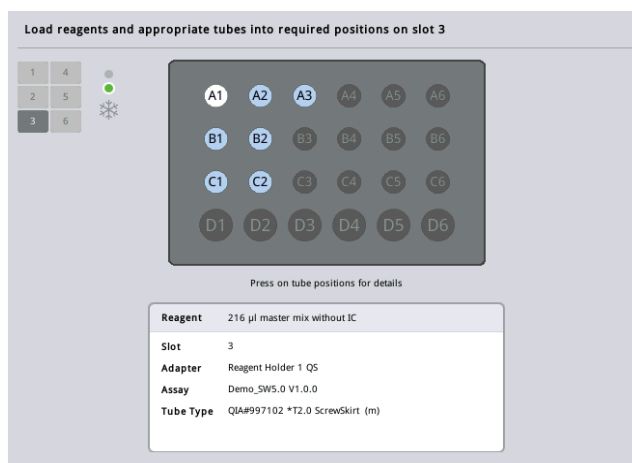 Load reagents and appropriate tubes into required positions on slot 3
1 4
2 5
3 6
A1 A2 A3 A4 A5 A6
B1 B2 B3 B4 B5 B6
C1 C2 C3 C4 C5 C6
D1 D2 D3 D4 D5 D6
Press on tube positions for details
Reagent 216 µl master mix without IC
Slot 3
Adapter Reagent Holder 1 QS
Assay Demo_SW5.0 V1.0.0
Tube Type QIA#997102 *T2.0 ScrewSkirt (m)